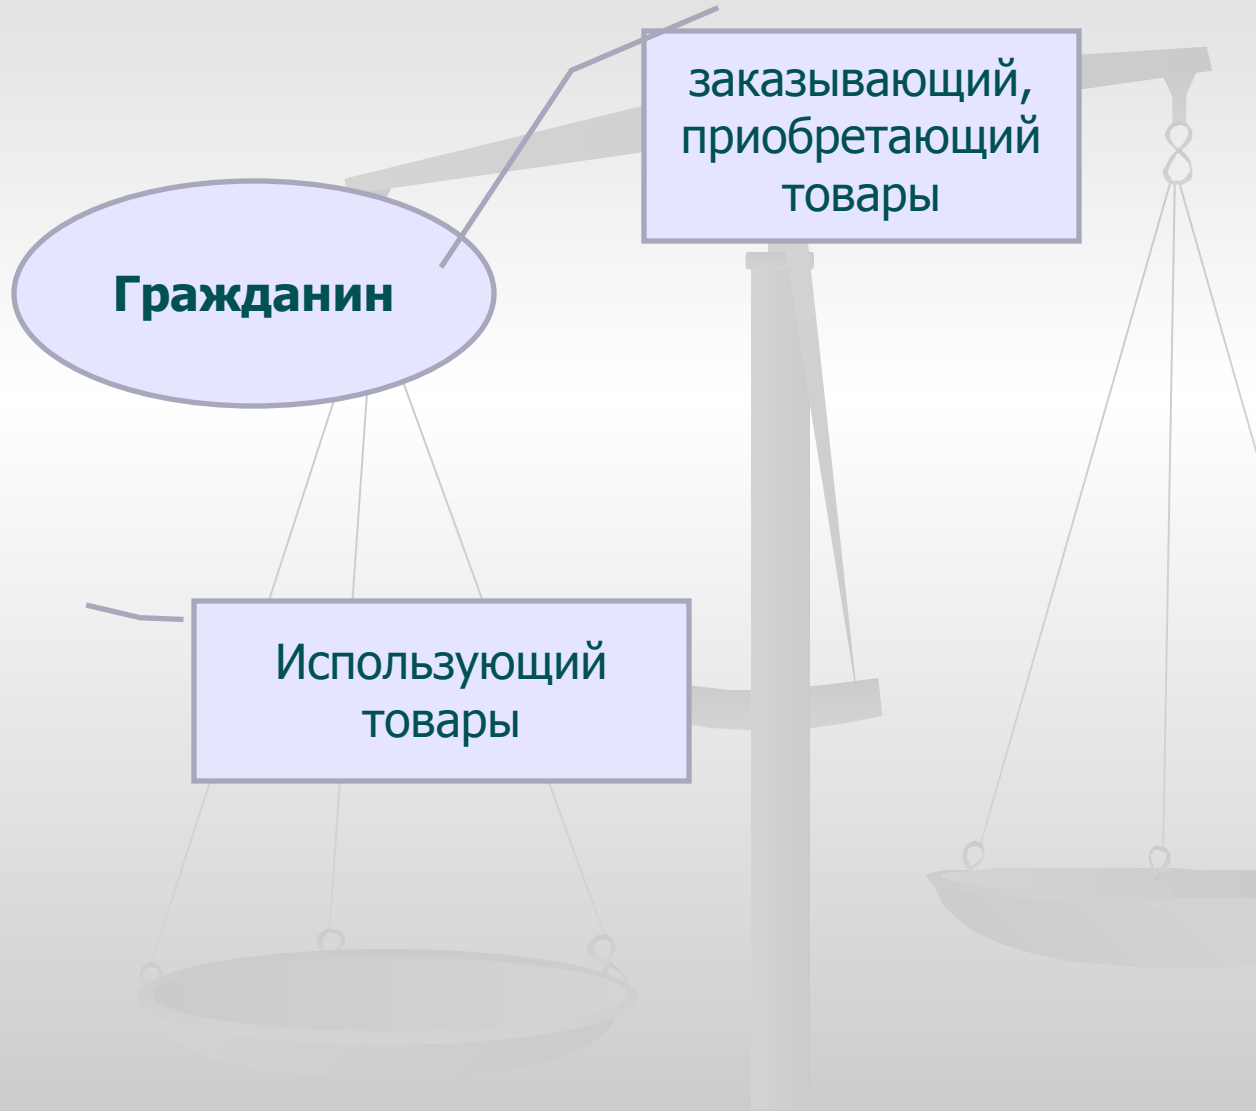 заказывающий,
приобретающий
товары
Гражданин
Использующий
товары